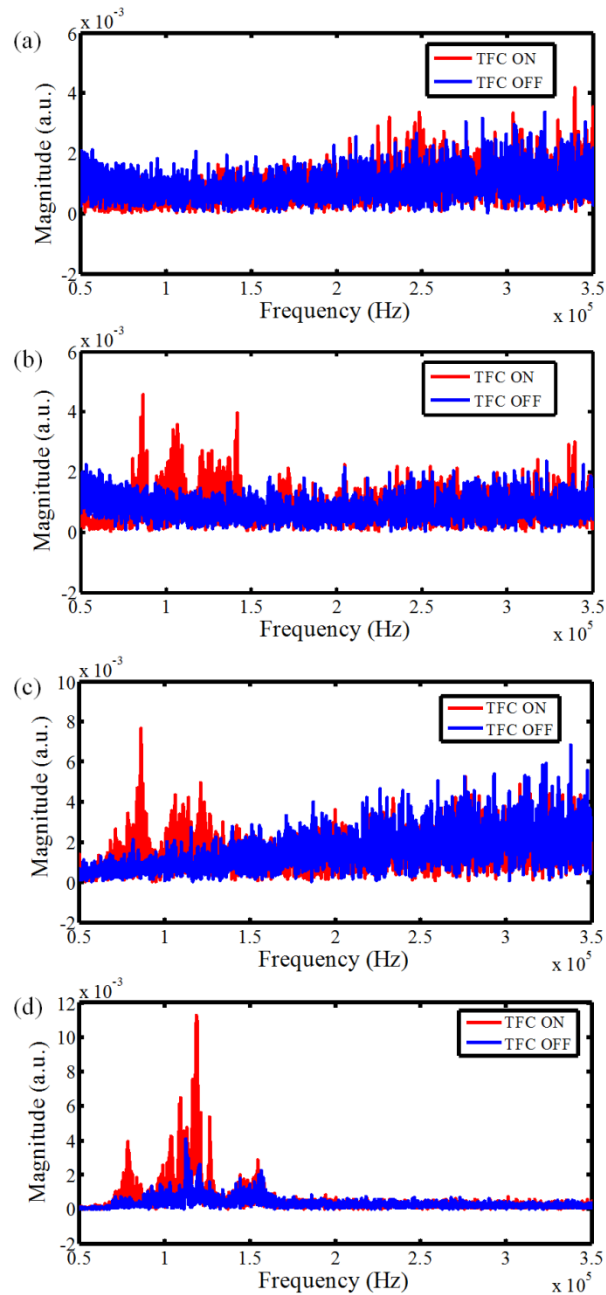 (a)
x 10^-3
6
4
2
0
-2
Magnitude (a.u.)
TFC ON
TFC OFF
0.5 1 1.5 2 2.5 3 3.5
Frequency (Hz)
x 10^5
(b)
x 10^-3
6
4
2
0
-2
Magnitude (a.u.)
TFC ON
TFC OFF
0.5 1 1.5 2 2.5 3 3.5
Frequency (Hz)
x 10^5
(c)
x 10^-3
10
8
6
4
2
0
-2
Magnitude (a.u.)
TFC ON
TFC OFF
0.5 1 1.5 2 2.5 3 3.5
Frequency (Hz)
x 10^5
(d)
x 10^-3
12
10
8
6
4
2
0
-2
Magnitude (a.u.)
TFC ON
TFC OFF
0.5 1 1.5 2 2.5 3 3.5
Frequency (Hz)
x 10^5